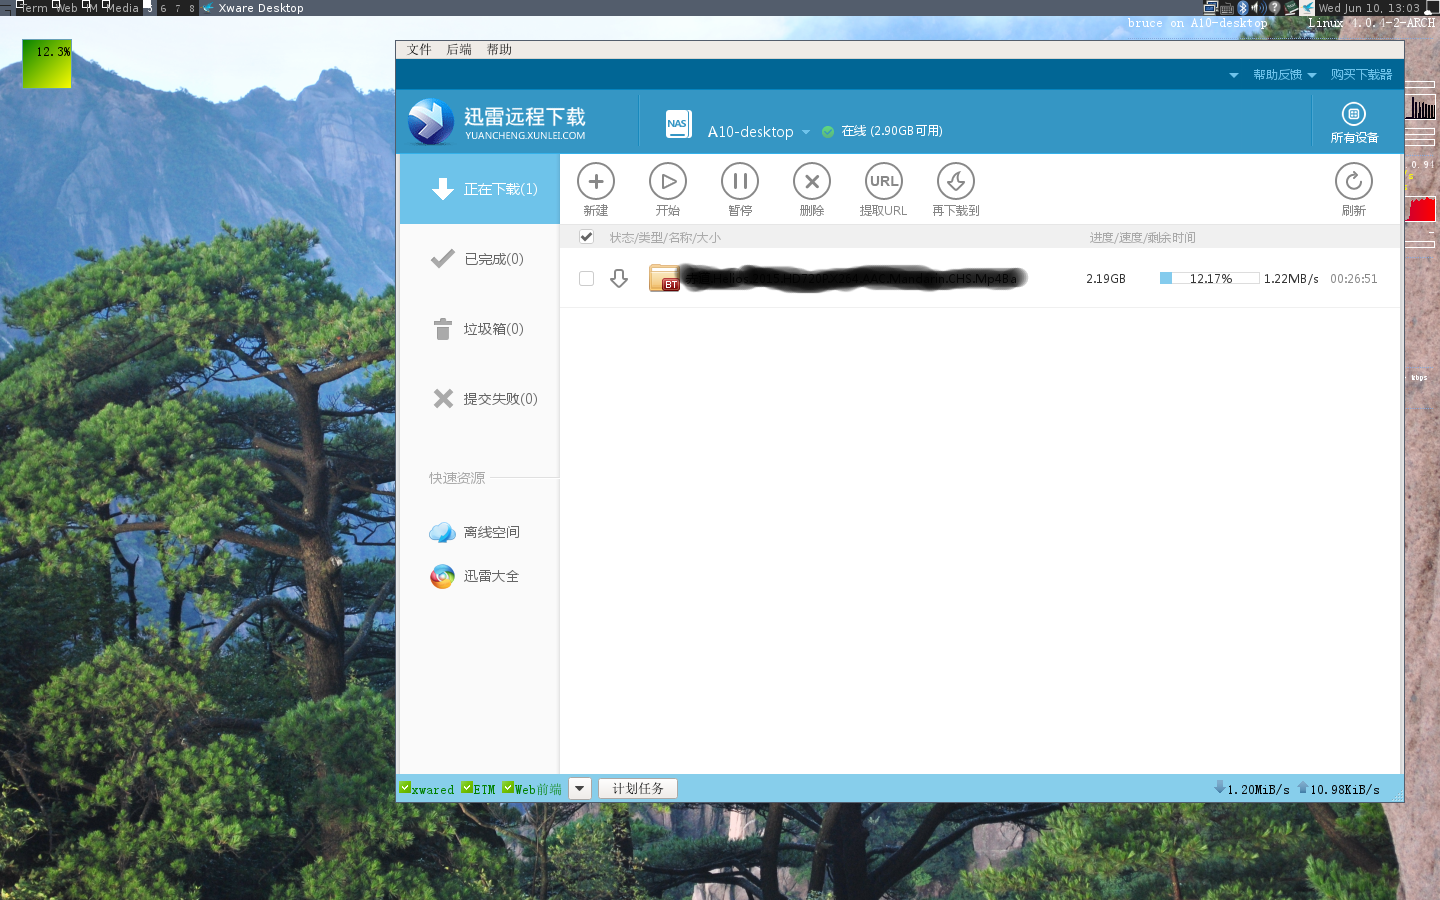 Term Web IM Media 5 6 7 8 Xware Desktop
Wed Jun 10, 13:03
bruce on A10-desktop Linux 4.0.4-2-ARCH
12.3%
文件 后端 帮助
帮助反馈 购买下载器
迅雷远程下载
YUANCHENG.XUNLEI.COM
NAS A10-desktop 在线 (2.90GB可用)
所有设备
正在下载(1)
已完成(0)
垃圾箱(0)
提交失败(0)
快速资源
离线空间
迅雷大全
新建 开始 暂停 删除 URL 提取URL 再下载到 刷新
状态/类型/名称/大小 进度/速度/剩余时间
BT 2.19GB 12.17% 1.22MB/s 00:26:51
kbps
xwared ETM Web前端 计划任务 1.20MiB/s 10.98KiB/s